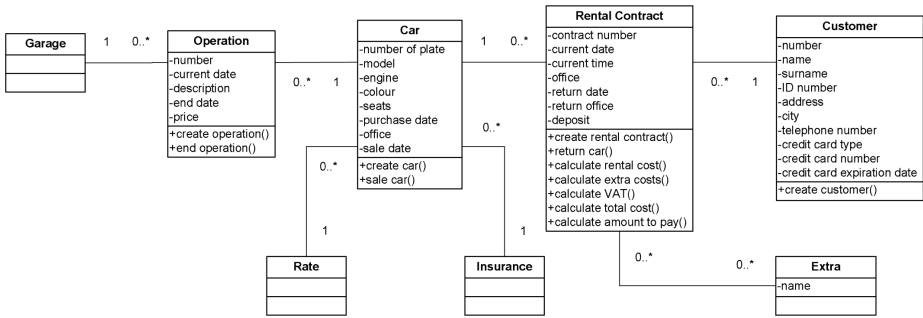 Garage
1 0..*
Operation
-number
-current date
-description
-end date
-price
+create operation()
+end operation()
0..* 1
Car
-number of plate
-model
-engine
-colour
-seats
-purchase date
-office
-sale date
+create car()
+sale car()
1 0..*
Rental Contract
-contract number
-current date
-current time
-office
-return date
-return office
-deposit
+create rental contract()
+return car()
+calculate rental cost()
+calculate extra costs()
+calculate VAT()
+calculate total cost()
+calculate amount to pay()
0..* 1
Customer
-number
-name
-surname
-ID number
-address
-city
-telephone number
-credit card type
-credit card number
-credit card expiration date
+create customer()
0..*
1
Rate
0..*
1
Insurance
0..*
0..*
Extra
-name